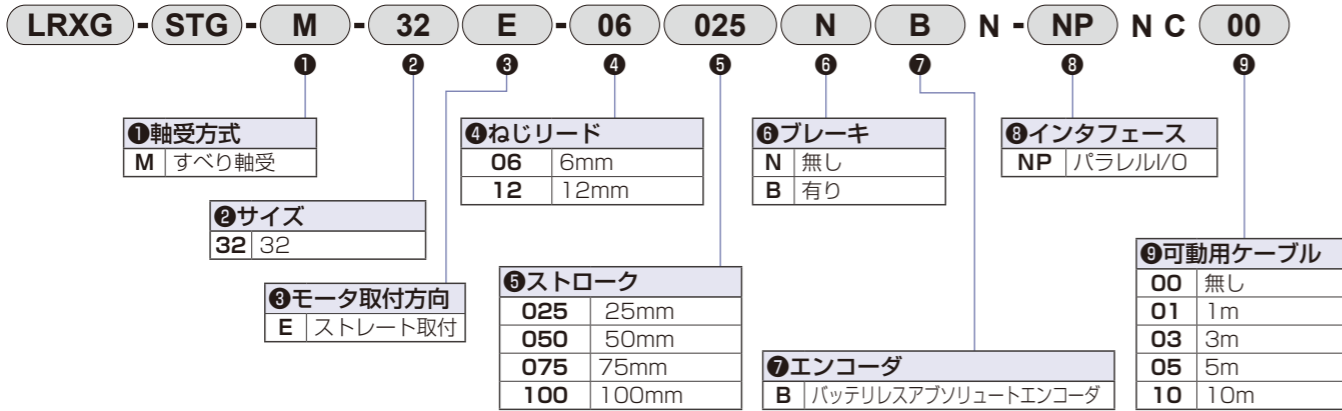 LRXG - STG - M - 32 E - 06 025 N B N - NP N C 00
❶ ❷ ❸ ❹ ❺ ❻ ❼ ❽ ❾
❶軸受方式
M すべり軸受
❷サイズ
32 32
❸モータ取付方向
E ストレート取付
❹ねじリード
06 6mm
12 12mm
❺ストローク
025 25mm
050 50mm
075 75mm
100 100mm
❻ブレーキ
N 無し
B 有り
❼エンコーダ
B バッテリレスアブソリュートエンコーダ
❽インタフェース
NP パラレルI/O
❾可動用ケーブル
00 無し
01 1m
03 3m
05 5m
10 10m